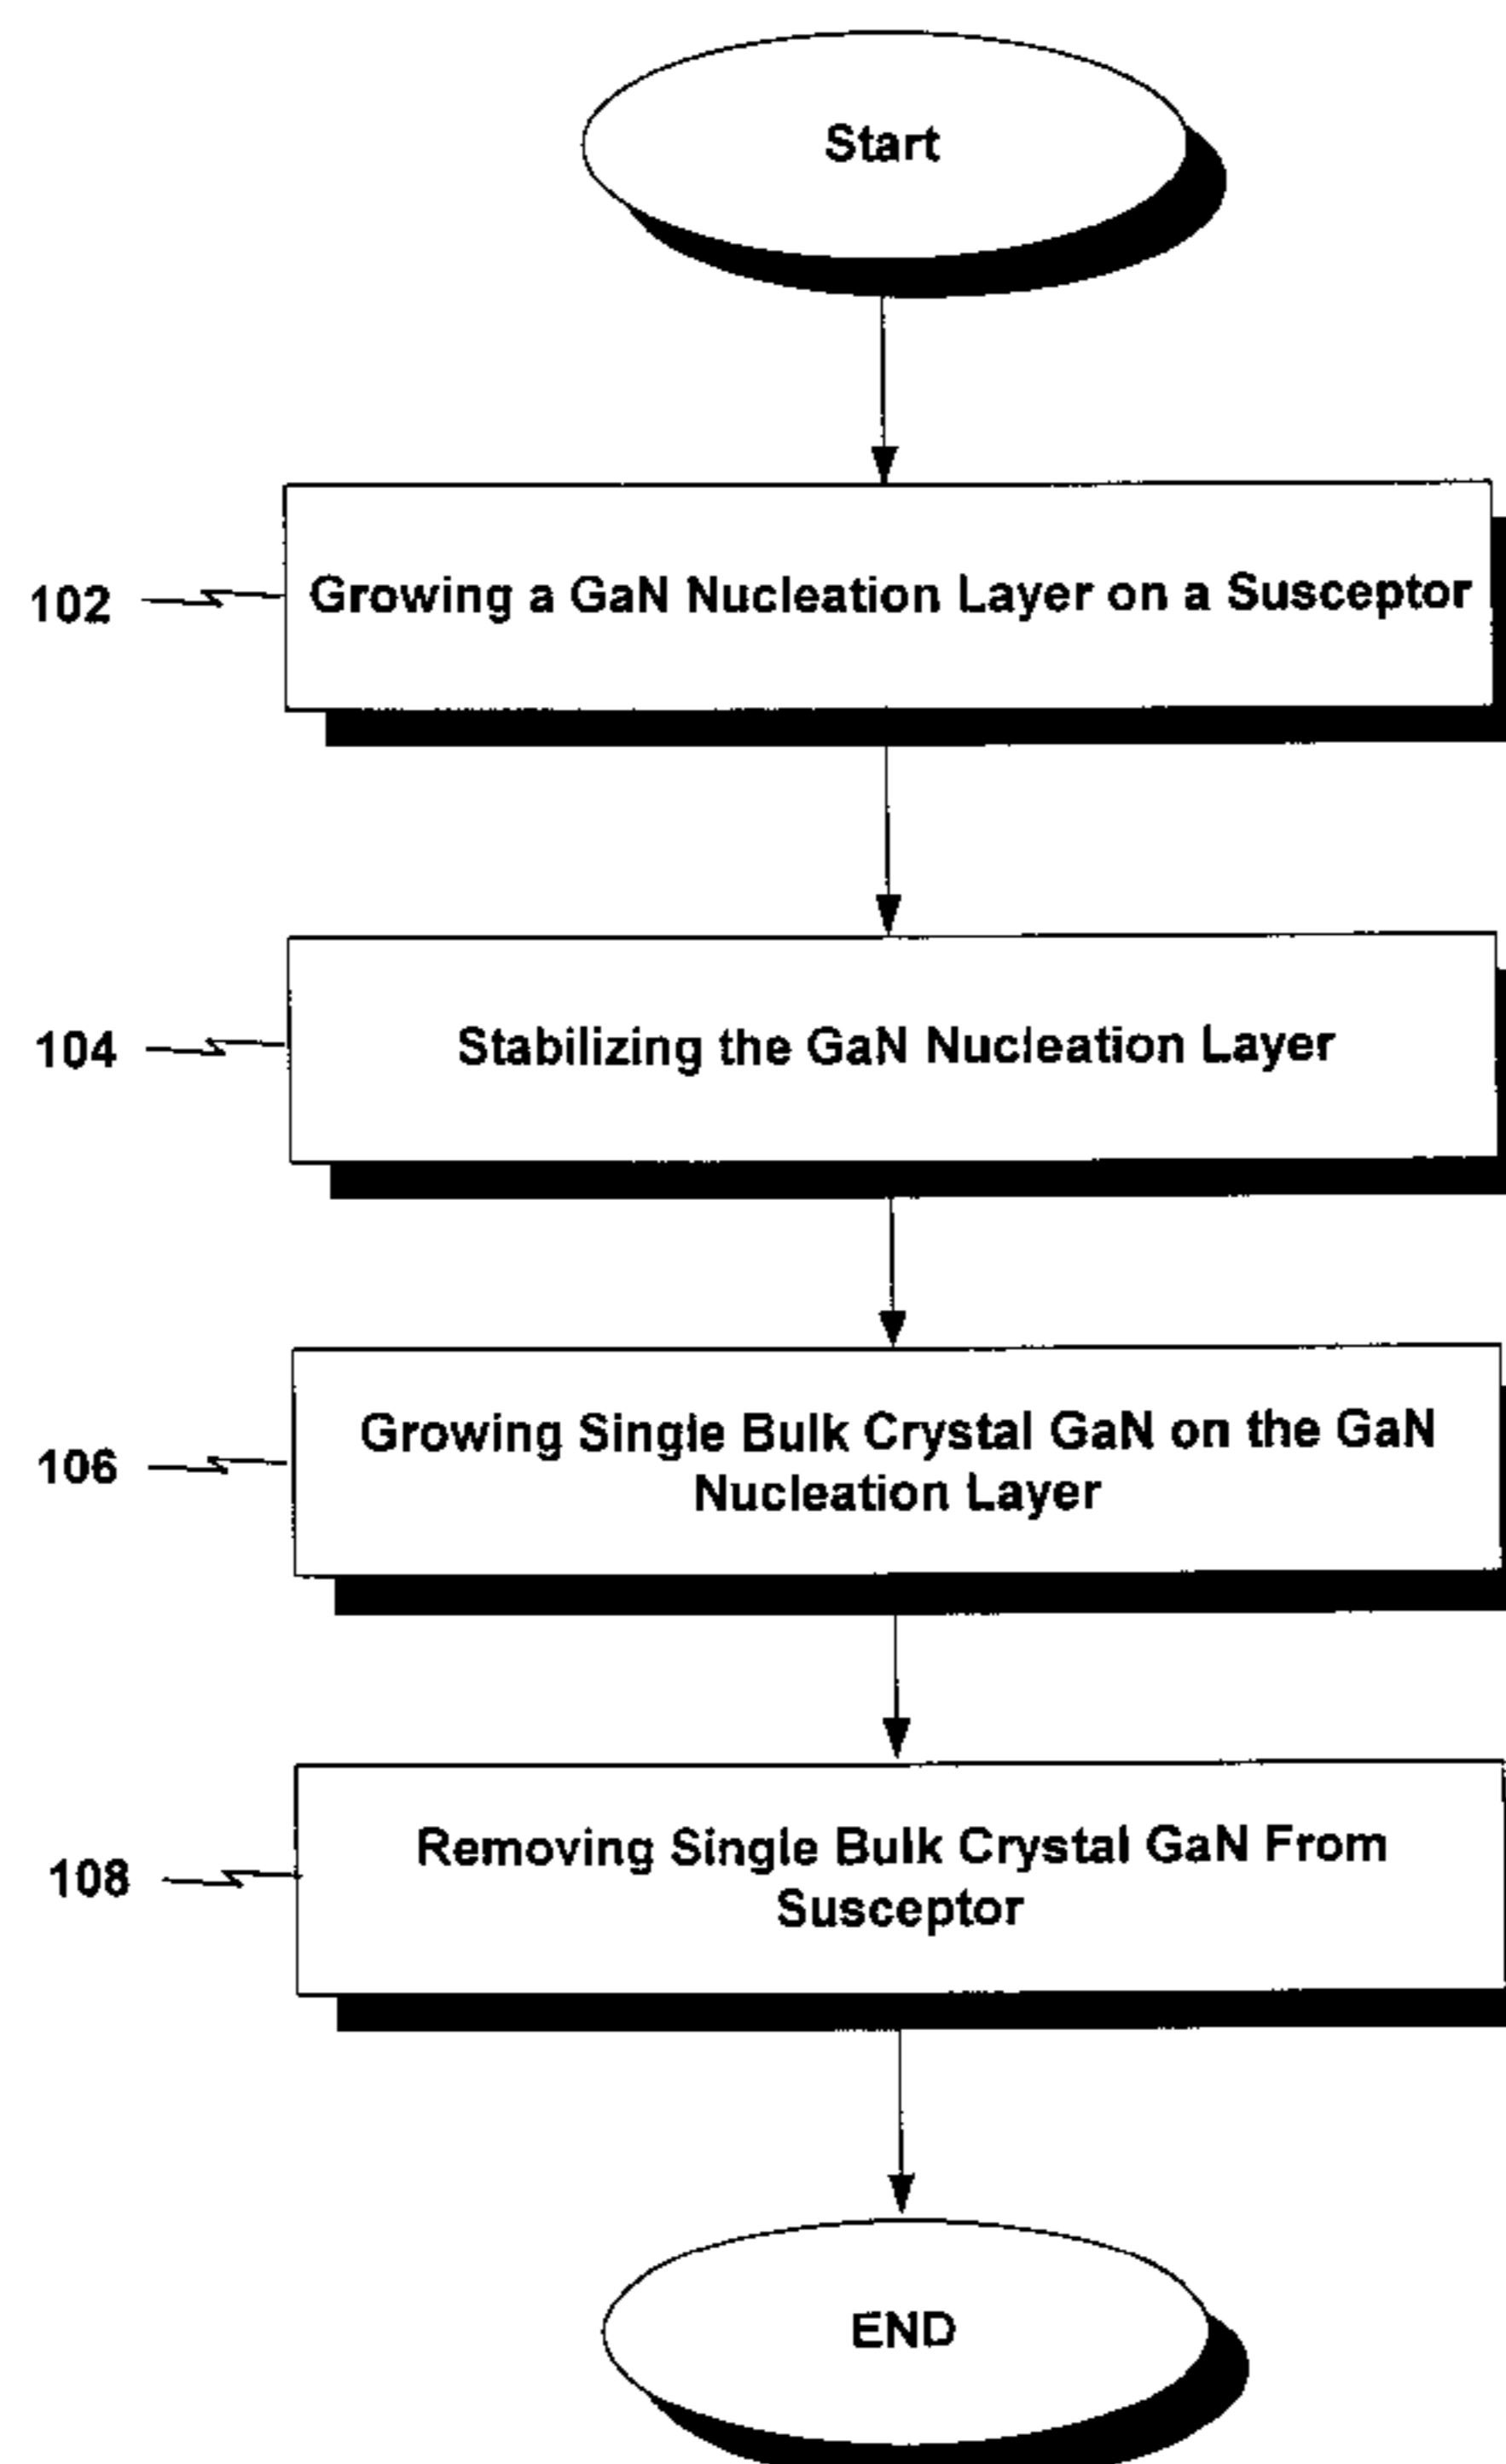 Start
102
Growing a GaN Nucleation Layer on a Susceptor
104
Stabilizing the GaN Nucleation Layer
106
Growing Single Bulk Crystal GaN on the GaN
Nucleation Layer
108
Removing Single Bulk Crystal GaN From
Susceptor
END